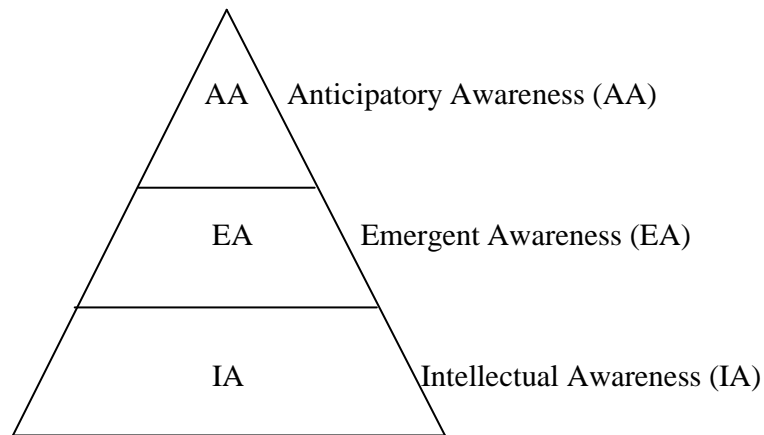 AA Anticipatory Awareness (AA)
EA Emergent Awareness (EA)
IA Intellectual Awareness (IA)